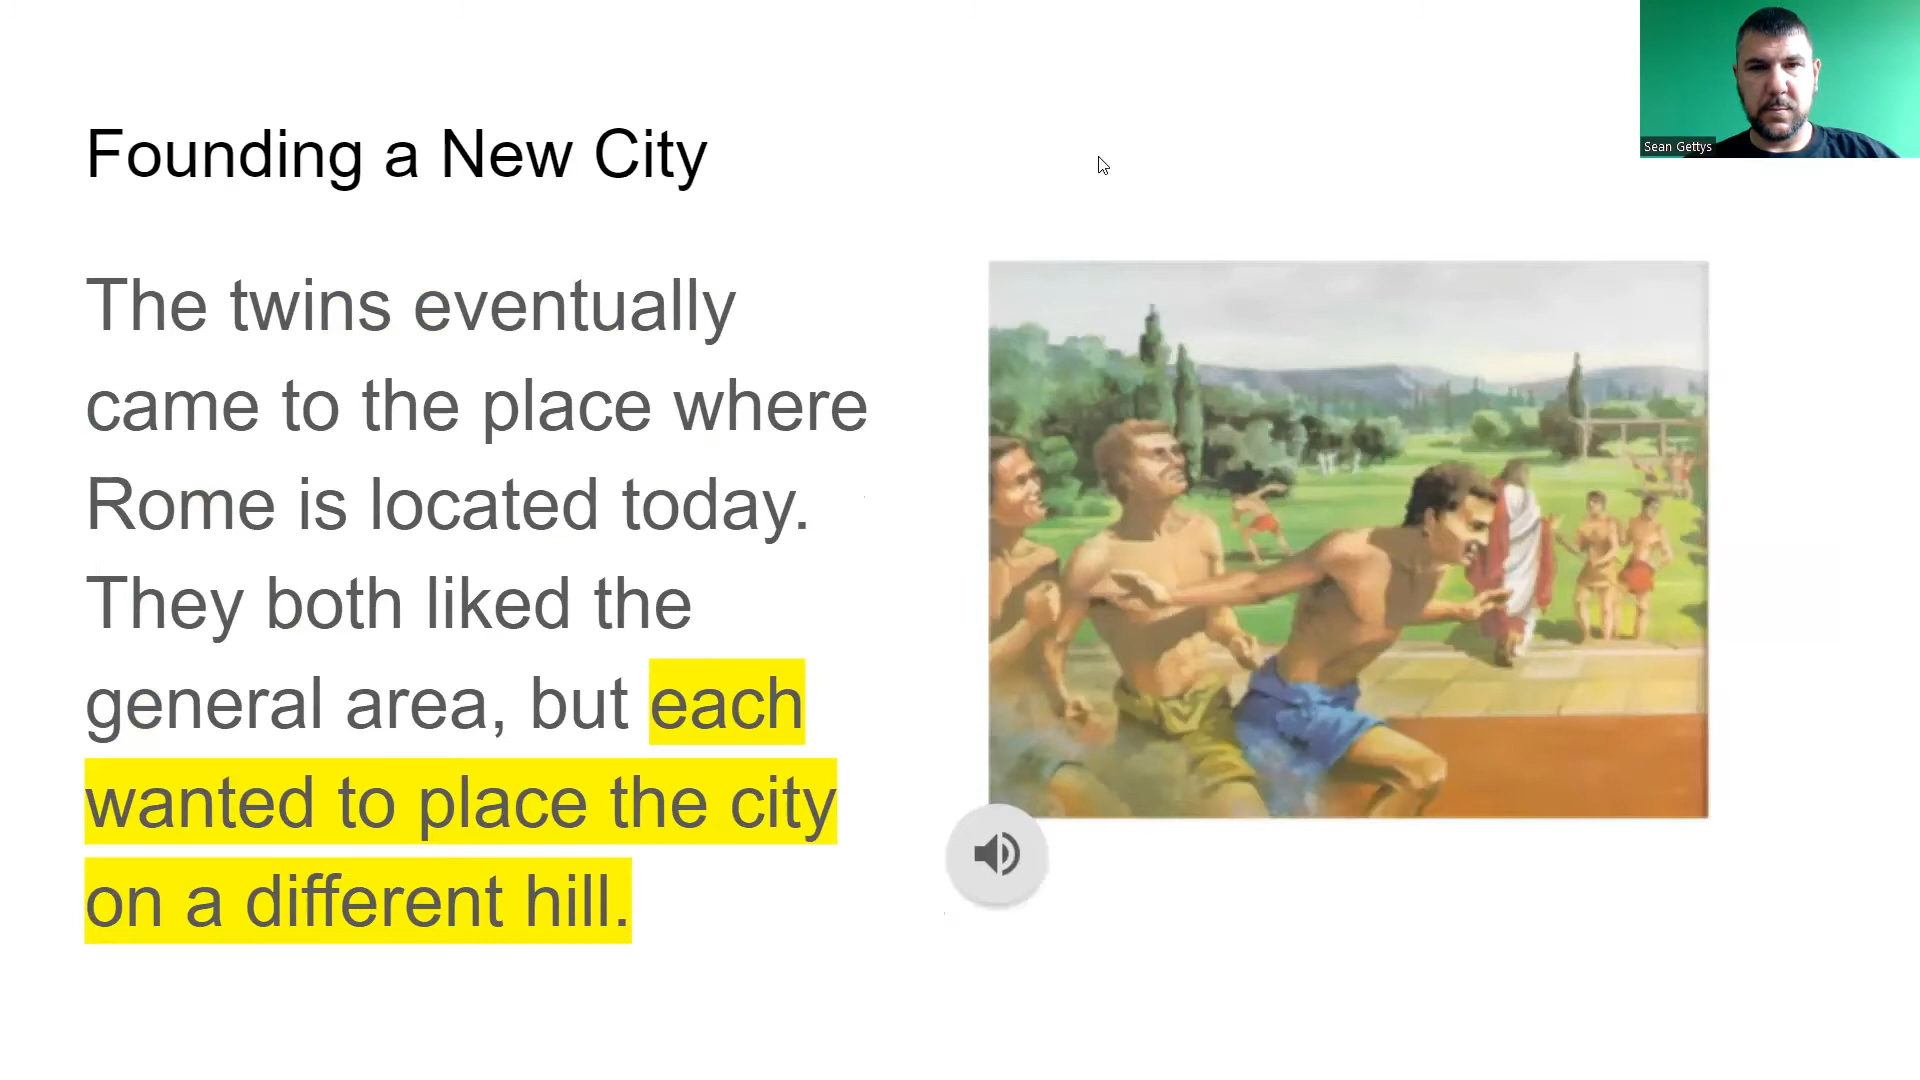 Founding a New City
The twins eventually
came to the place where
Rome is located today.
They both liked the
general area, but each
wanted to place the city
on a different hill.
Sean Gettys